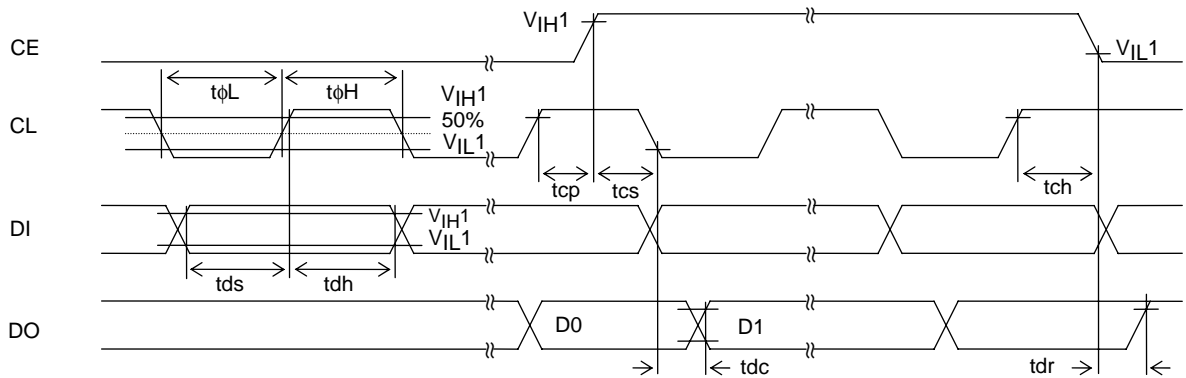 CE
VIH1
VIL1
tϕL
tϕH
CL
VIH1
50%
VIL1
tcp
tcs
tch
DI
VIH1
VIL1
tds
tdh
DO
D0
D1
tdc
tdr